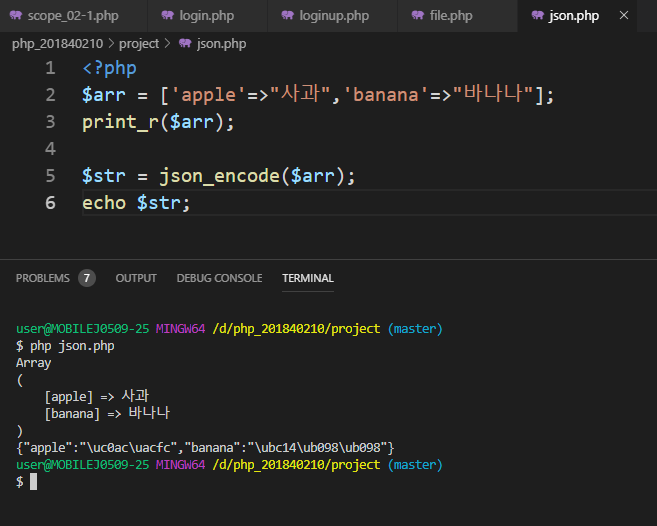 scope_02-1.php login.php loginup.php file.php json.php ×
php_201840210 > project > json.php
1 <?php
2 $arr = ['apple'=>"사과",'banana'=>"바나나"];
3 print_r($arr);
4
5 $str = json_encode($arr);
6 echo $str;
PROBLEMS 7 OUTPUT DEBUG CONSOLE TERMINAL
user@MOBILEJ0509-25 MINGW64 /d/php_201840210/project (master)
$ php json.php
Array
(
    [apple] => 사과
    [banana] => 바나나
)
{"apple":"\uc0ac\uacfc","banana":"\ubc14\ub098\ub098"}
user@MOBILEJ0509-25 MINGW64 /d/php_201840210/project (master)
$